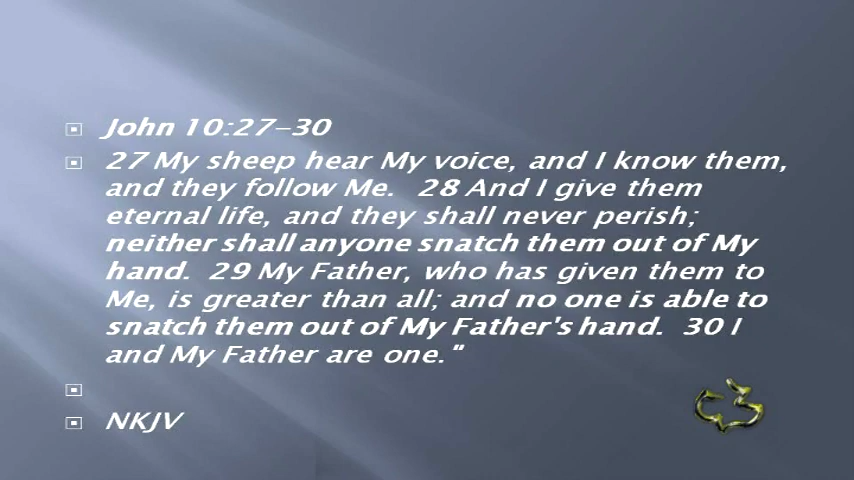 John 10:27-30
27 My sheep hear My voice, and I know them,
and they follow Me. 28 And I give them
eternal life, and they shall never perish;
neither shall anyone snatch them out of My
hand. 29 My Father, who has given them to
Me, is greater than all; and no one is able to
snatch them out of My Father's hand. 30 I
and My Father are one."
NKJV